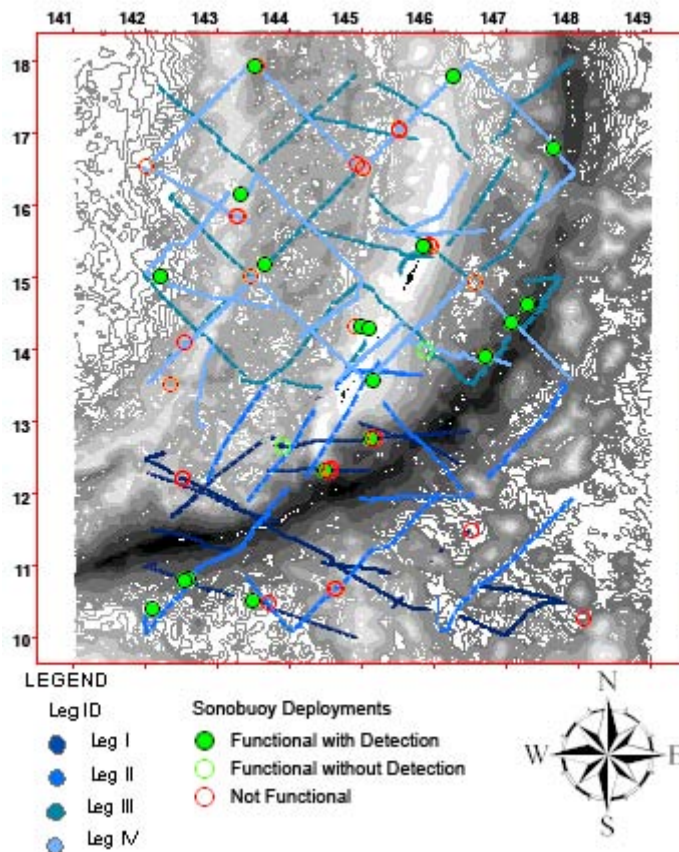 141 142 143 144 145 146 147 148 149
18
17
16
15
14
13
12
11
10
LEGEND
Leg ID
Leg I
Leg II
Leg III
Leg IV
Sonobuoy Deployments
Functional with Detection
Functional without Detection
Not Functional
N
W E
S